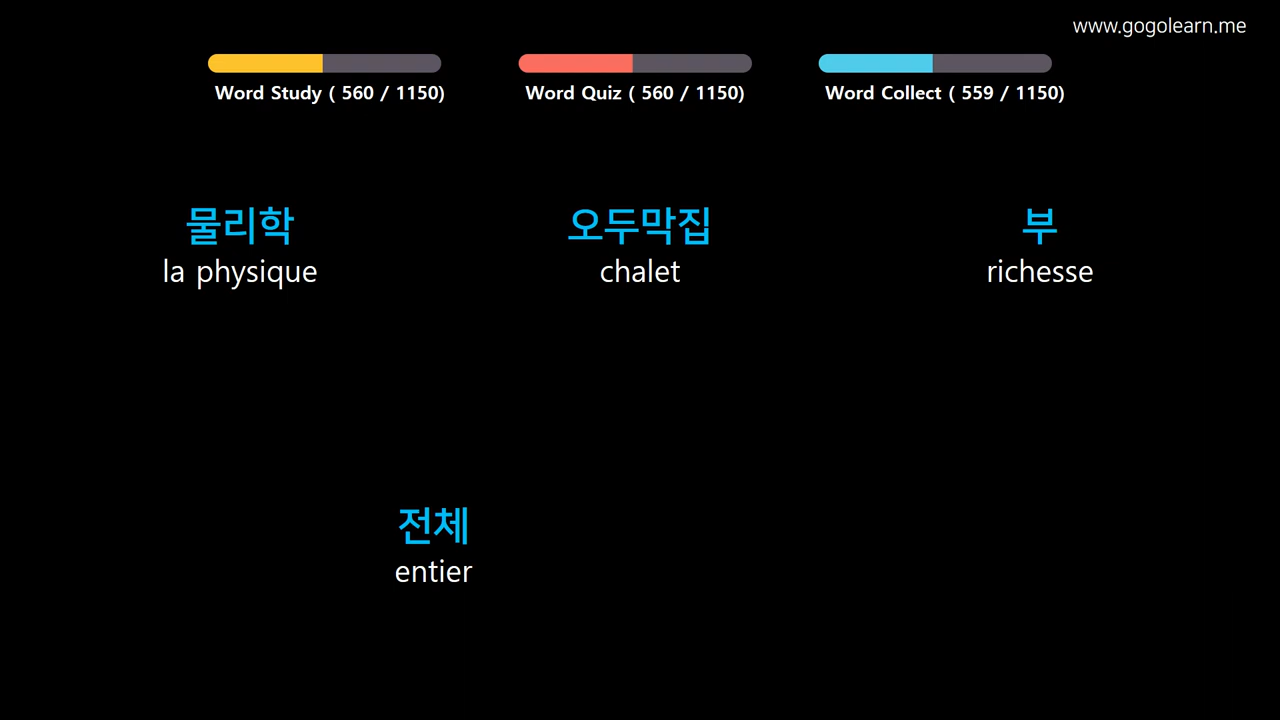 www.gogolearn.me
Word Study ( 560 / 1150)
Word Quiz ( 560 / 1150)
Word Collect ( 559 / 1150)
물리학
la physique
오두막집
chalet
부
richesse
전체
entier